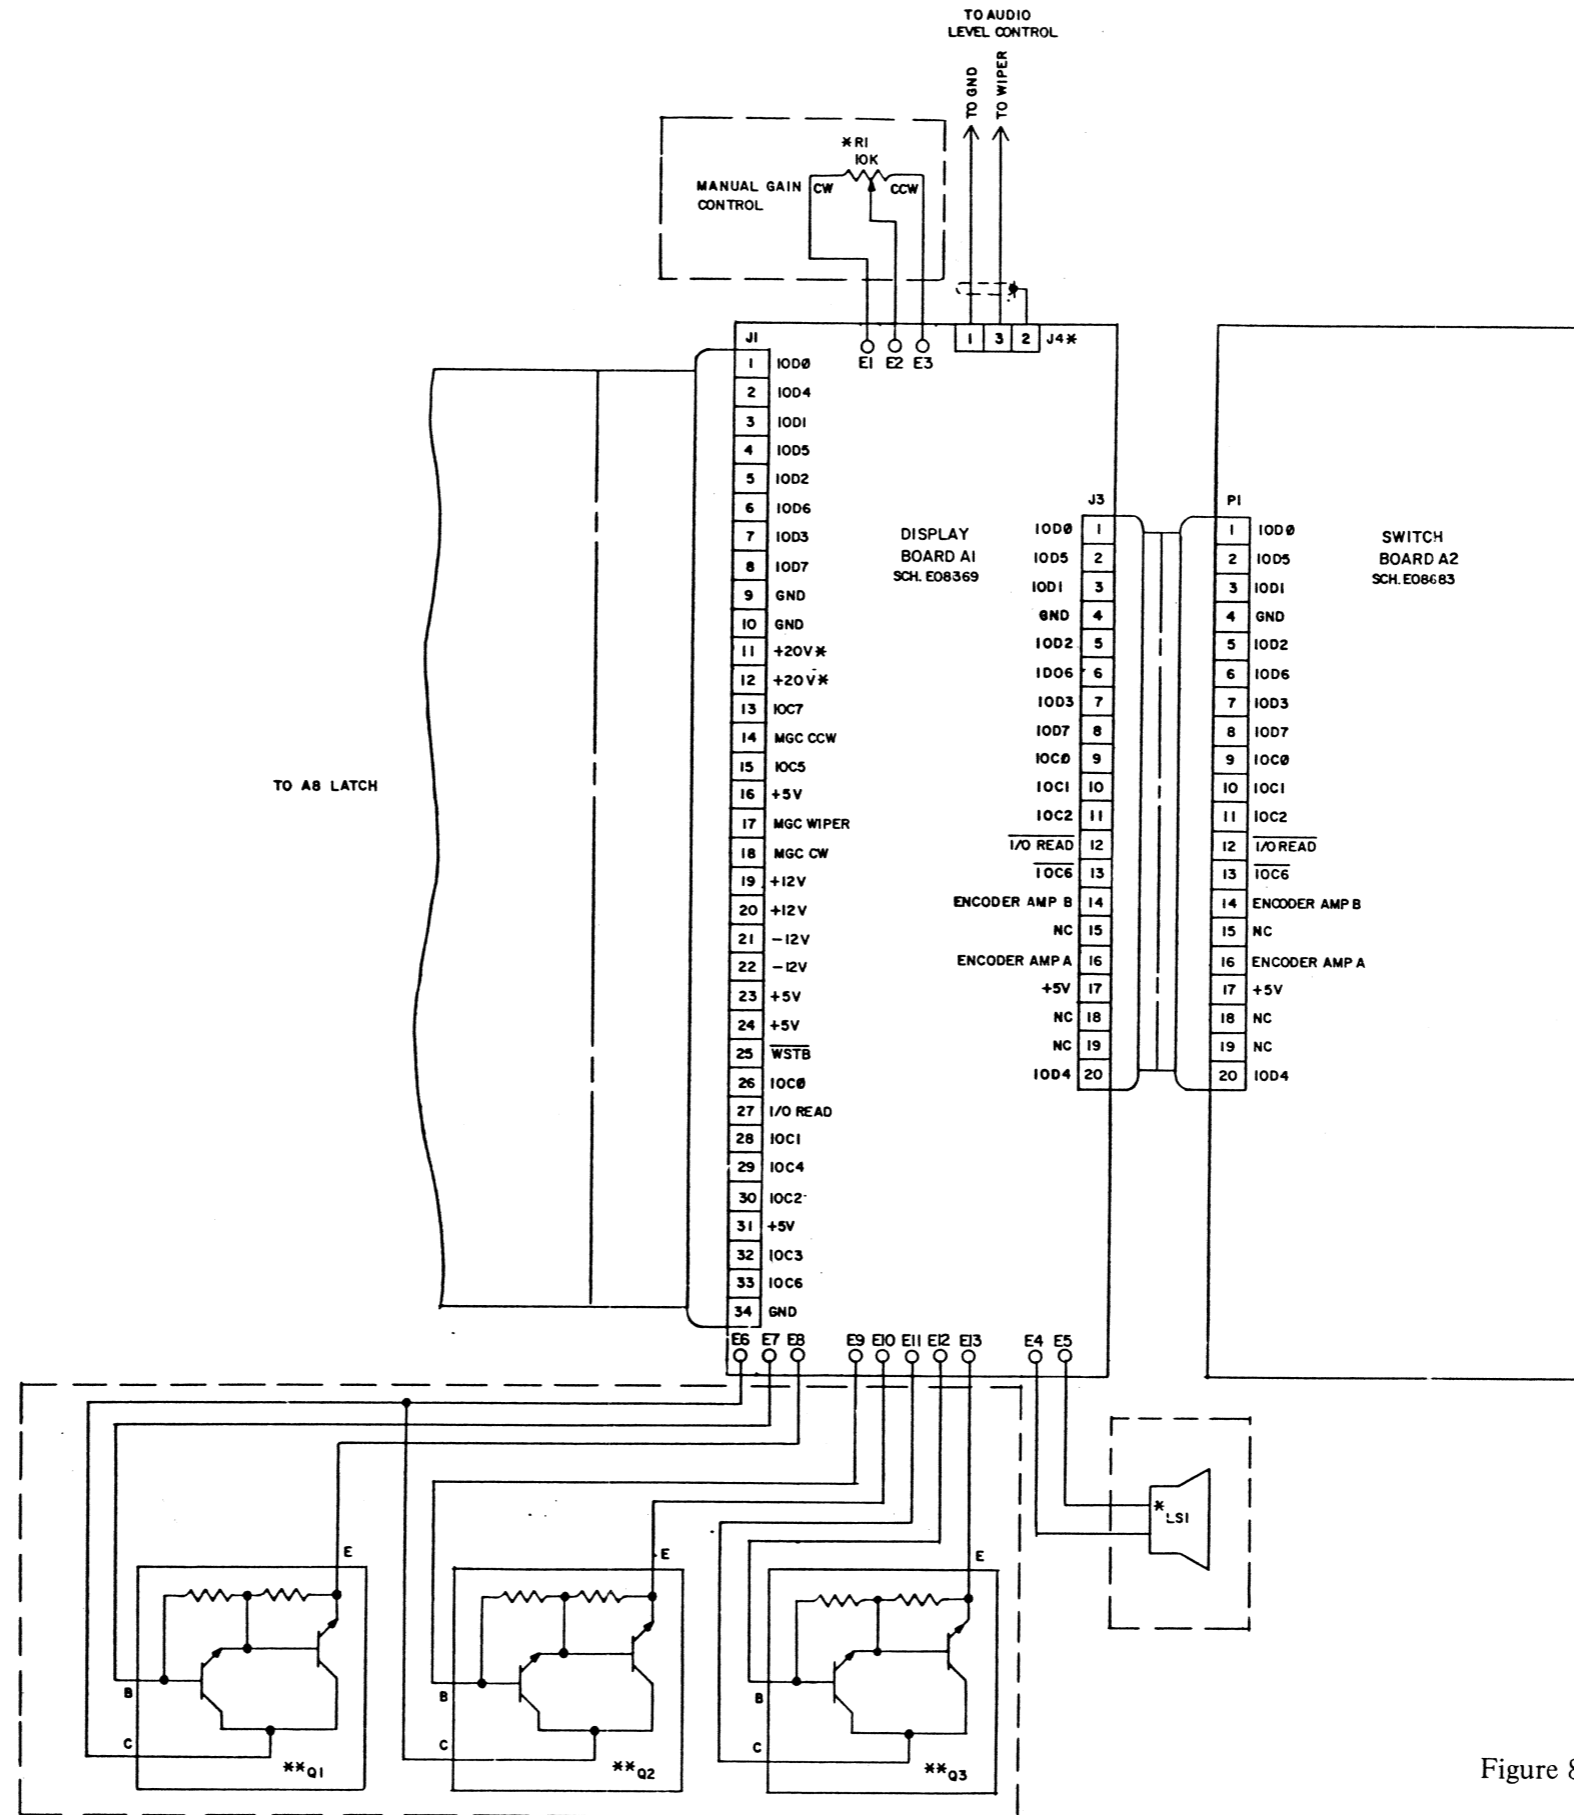 TO AUDIO
LEVEL CONTROL
TO GND
TO WIPER
*R1
10K
MANUAL GAIN
CONTROL
CW
CCW
E1 E2 E3
1 3 2 J4*
J1
1 IOD0
2 IOD4
3 IOD1
4 IOD5
5 IOD2
6 IOD6
7 IOD3
8 IOD7
9 GND
10 GND
11 +20V*
12 +20V*
13 IOC7
14 MGC CCW
15 IOC5
16 +5V
17 MGC WIPER
18 MGC CW
19 +12V
20 +12V
21 -12V
22 -12V
23 +5V
24 +5V
25 WSTB
26 IOC0
27 I/O READ
28 IOC1
29 IOC4
30 IOC2
31 +5V
32 IOC3
33 IOC6
34 GND
TO A8 LATCH
DISPLAY
BOARD A1
SCH. E08369
J3
IOD0 1
IOD5 2
IOD1 3
GND 4
IOD2 5
IDO6 6
IOD3 7
IOD7 8
IOC0 9
IOC1 10
IOC2 11
I/O READ 12
IOC6 13
ENCODER AMP B 14
NC 15
ENCODER AMP A 16
+5V 17
NC 18
NC 19
IOD4 20
P1
1 IOD0
2 IOD5
3 IOD1
4 GND
5 IOD2
6 IOD6
7 IOD3
8 IOD7
9 IOC0
10 IOC1
11 IOC2
12 I/O READ
13 IOC6
14 ENCODER AMP B
15 NC
16 ENCODER AMP A
17 +5V
18 NC
19 NC
20 IOD4
SWITCH
BOARD A2
SCH. E08683
E6 E7 E8 E9 E10 E11 E12 E13 E4 E5
*LS1
E
B
C
**Q1
E
B
C
**Q2
E
B
C
**Q3
Figure 8